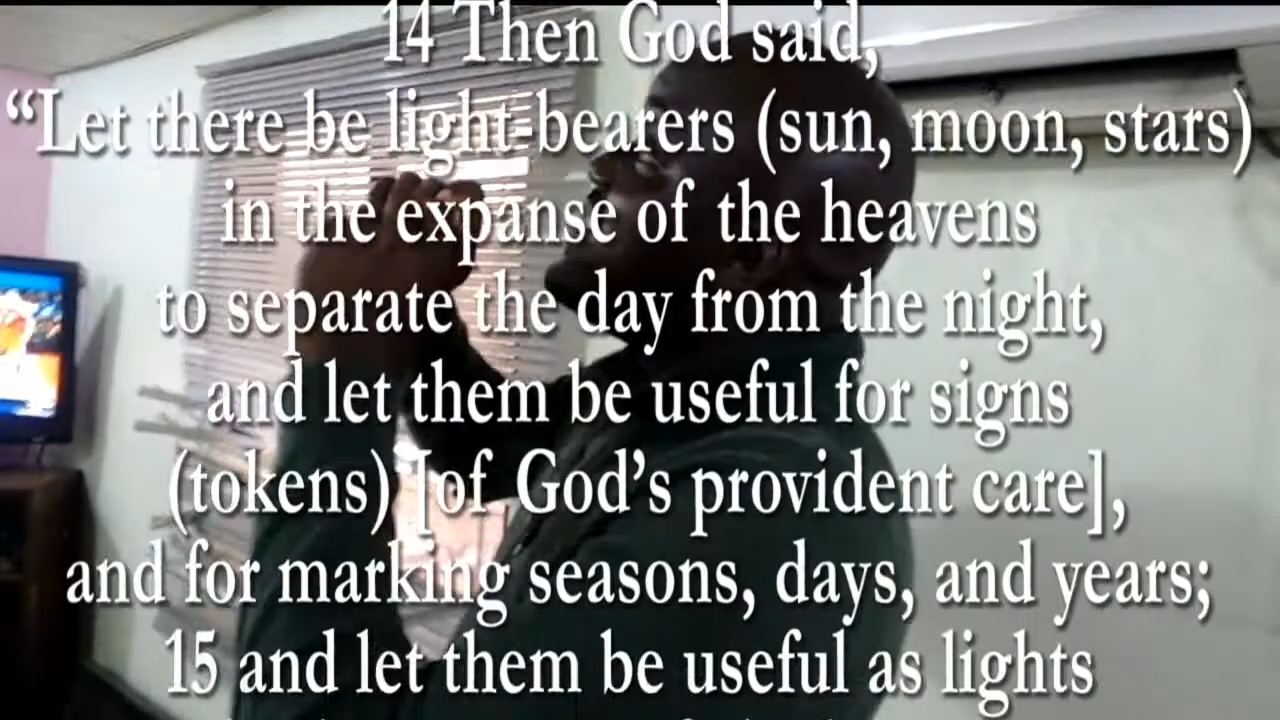 14 Then God said,
“Let there be light-bearers (sun, moon, stars)
in the expanse of the heavens
to separate the day from the night,
and let them be useful for signs
(tokens) [of God’s provident care],
and for marking seasons, days, and years;
15 and let them be useful as lights